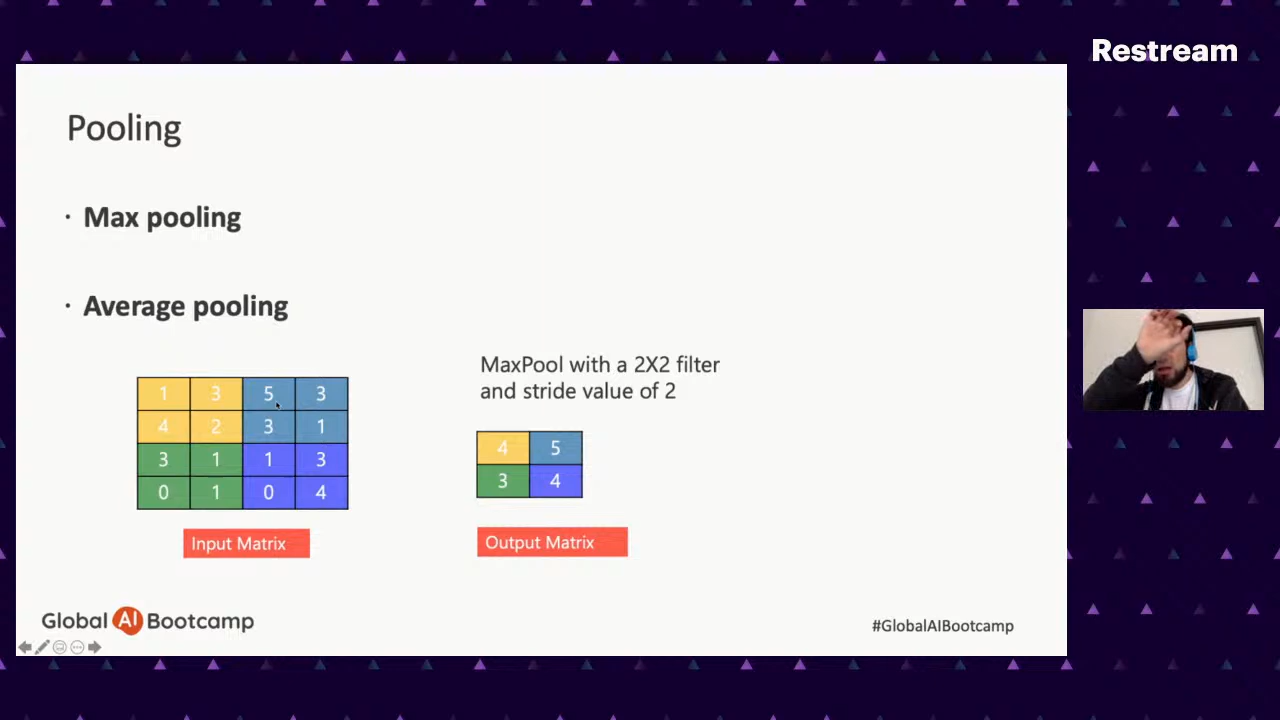 Restream
Pooling
· Max pooling
· Average pooling
MaxPool with a 2X2 filter
and stride value of 2
1 3 5 3
4 2 3 1
3 1 1 3
0 1 0 4
4 5
3 4
Input Matrix
Output Matrix
Global AI Bootcamp
#GlobalAIBootcamp